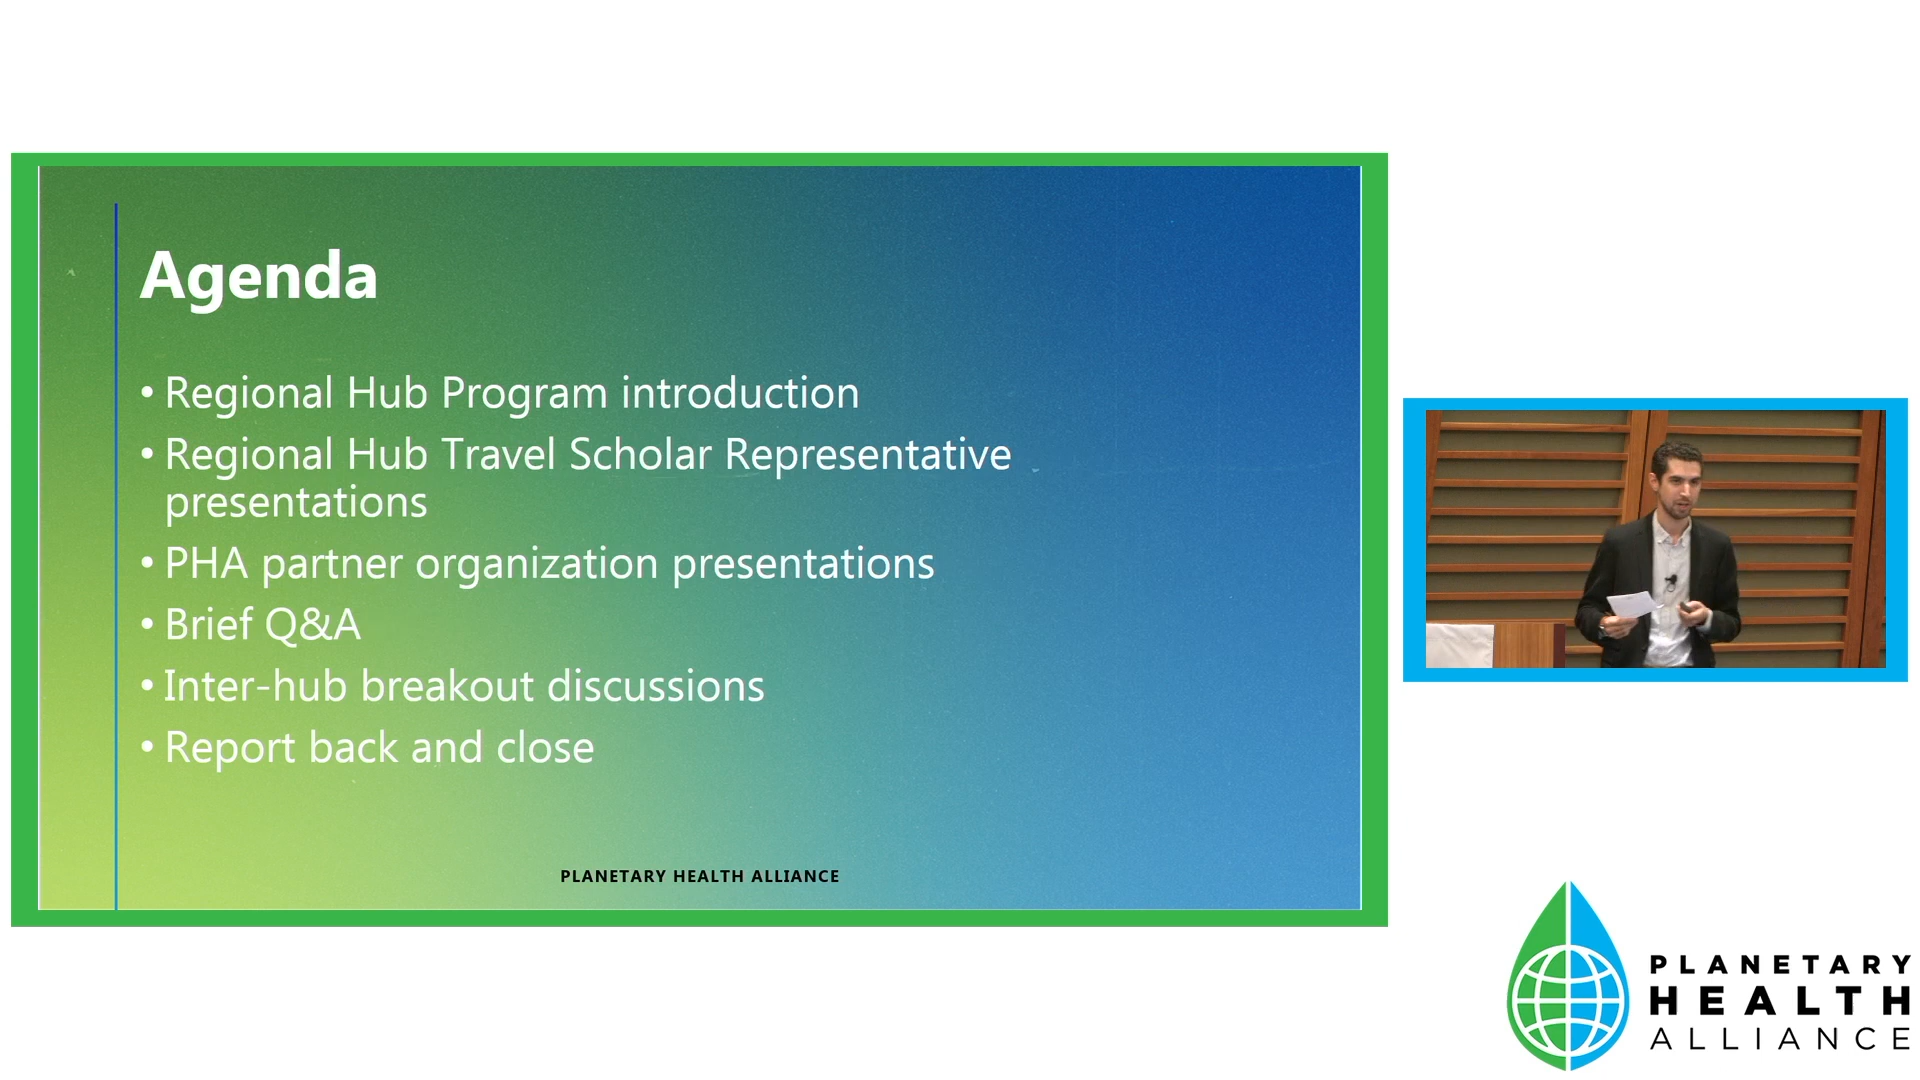 Agenda
• Regional Hub Program introduction
• Regional Hub Travel Scholar Representative
presentations
• PHA partner organization presentations
• Brief Q&A
• Inter-hub breakout discussions
• Report back and close
PLANETARY HEALTH ALLIANCE
PLANETARY
HEALTH
ALLIANCE